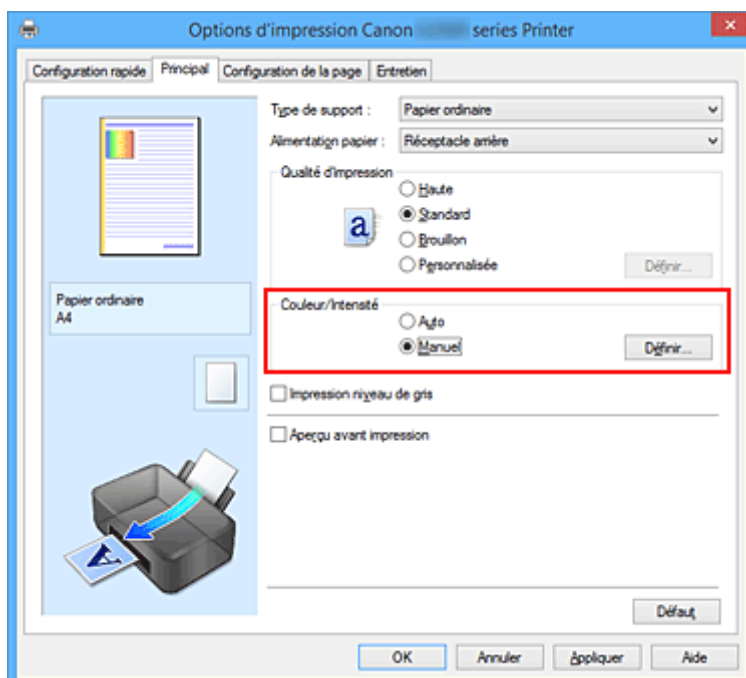 Options d'impression Canon series Printer
Configuration rapide Principal Configuration de la page Entretien
Type de support : Papier ordinaire
Alimentation papier : Réceptacle arrière
Qualité d'impression
Haute
a Standard
Brouillon
Personnalisée Définir...
Papier ordinaire
A4
Couleur/Intensité
Auto
Manuel Définir...
Impression niveau de gris
Aperçu avant impression
A
Défaut
OK Annuler Appliquer Aide